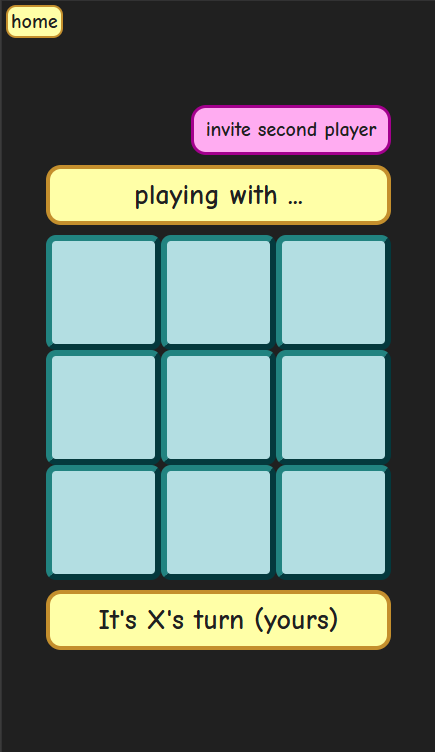 home
invite second player
playing with ...
It's X's turn (yours)